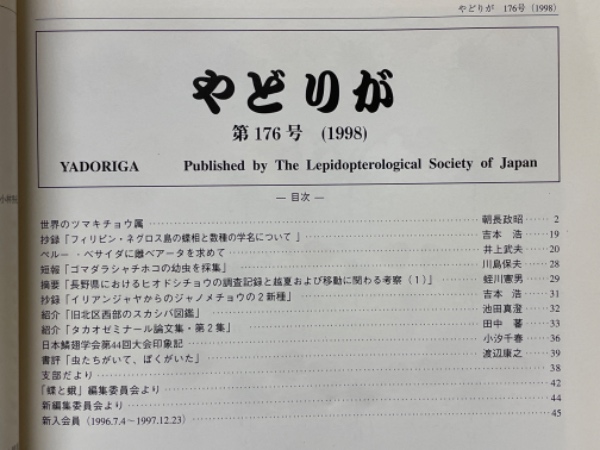 やどりが 176号 (1998)
やどりが
第 176 号 (1998)
YADORIGA Published by The Lepidopterological Society of Japan
— 目次 —
世界のツマキチョウ属 …… 朝長政昭 …… 2
抄録「フィリピン・ネグロス島の蝶相と数種の学名について」 …… 吉本 浩 …… 19
ペルー・ベサイダに雌ベアータを求めて …… 井上武夫 …… 20
短報「ゴマダラシャチホコの幼虫を採集」 …… 川島保夫 …… 28
摘要「長野県におけるヒオドシチョウの調査記録と越夏および移動に関わる考察 (1)」 …… 蛭川憲男 …… 29
抄録「イリアンジャヤからのジャノメチョウの2新種」 …… 吉本 浩 …… 31
紹介「旧北区西部のスカシバ図鑑」 …… 池田真澄 …… 32
紹介「タカオゼミナール論文集・第2集」 …… 田中 蕃 …… 33
日本鱗翅学会第44回大会印象記 …… 小汐千春 …… 36
書評「虫たちがいて、ぼくがいた」 …… 渡辺康之 …… 39
支部だより …… 38
「蝶と蛾」編集委員会より …… 42
新編集委員会より …… 44
新入会員 (1996.7.4～1997.12.23) …… 45